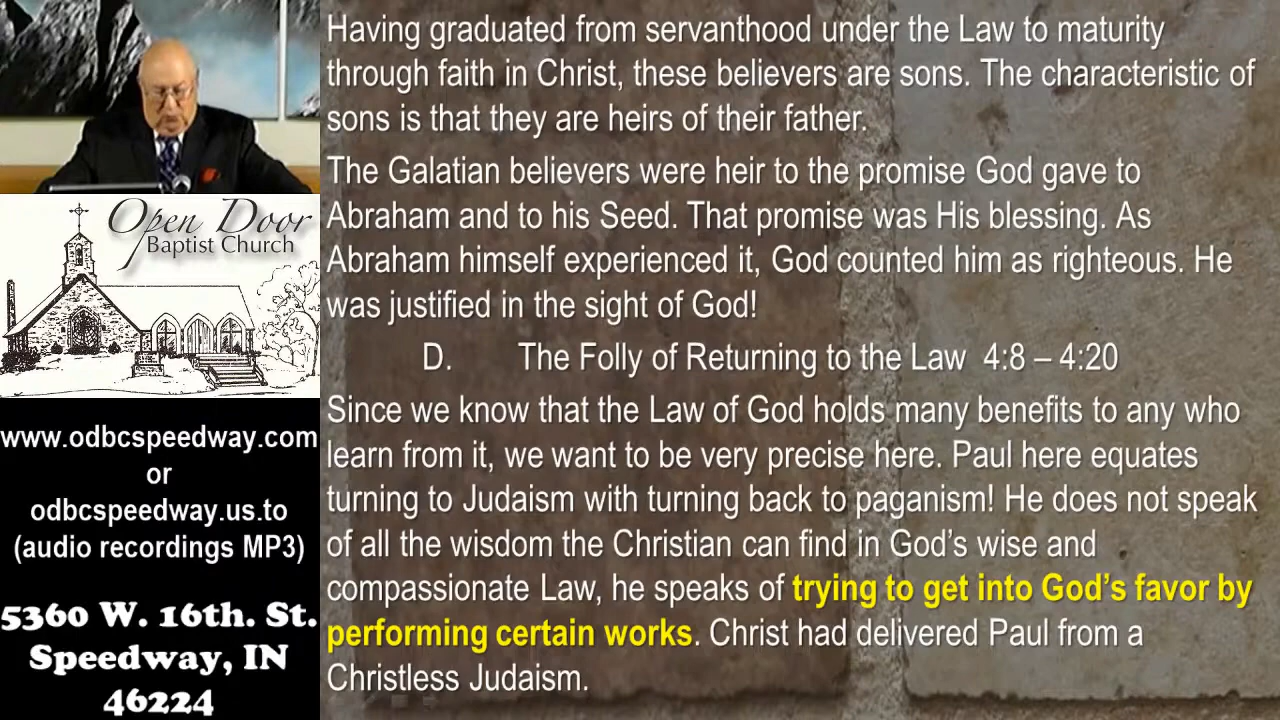 Having graduated from servanthood under the Law to maturity
through faith in Christ, these believers are sons. The characteristic of
sons is that they are heirs of their father.
The Galatian believers were heir to the promise God gave to
Abraham and to his Seed. That promise was His blessing. As
Abraham himself experienced it, God counted him as righteous. He
was justified in the sight of God!
D. The Folly of Returning to the Law 4:8 – 4:20
Since we know that the Law of God holds many benefits to any who
learn from it, we want to be very precise here. Paul here equates
turning to Judaism with turning back to paganism! He does not speak
of all the wisdom the Christian can find in God’s wise and
compassionate Law, he speaks of trying to get into God’s favor by
performing certain works. Christ had delivered Paul from a
Christless Judaism.
Open Door
Baptist Church
www.odbcspeedway.com
or
odbcspeedway.us.to
(audio recordings MP3)
5360 W. 16th. St.
Speedway, IN
46224